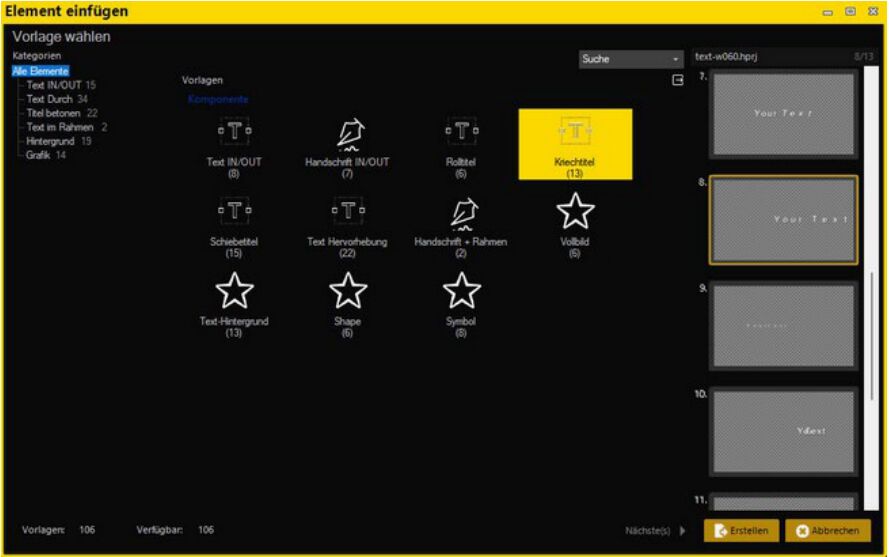 Element einfügen
Vorlage wählen
Kategorien
Alle Elemente
Text IN/OUT 15
Text Durch 34
Titel betonen 22
Text im Rahmen 2
Hintergrund 19
Grafik 14
Suche
Vorlagen
Komponente
Text IN/OUT
(8)
Handschrift IN/OUT
(7)
Rolltitel
(6)
Kriechtitel
(13)
Schiebetitel
(15)
Text Hervorhebung
(22)
Handschrift + Rahmen
(2)
Vollbild
(6)
Text-Hintergrund
(13)
Shape
(6)
Symbol
(8)
text-w060.hprj 8/13
7.
Your Text
8.
Your Text
9.
10.
11.
Vorlagen: 106 Verfügbar: 106
Nächste(s)
Erstellen
Abbrechen